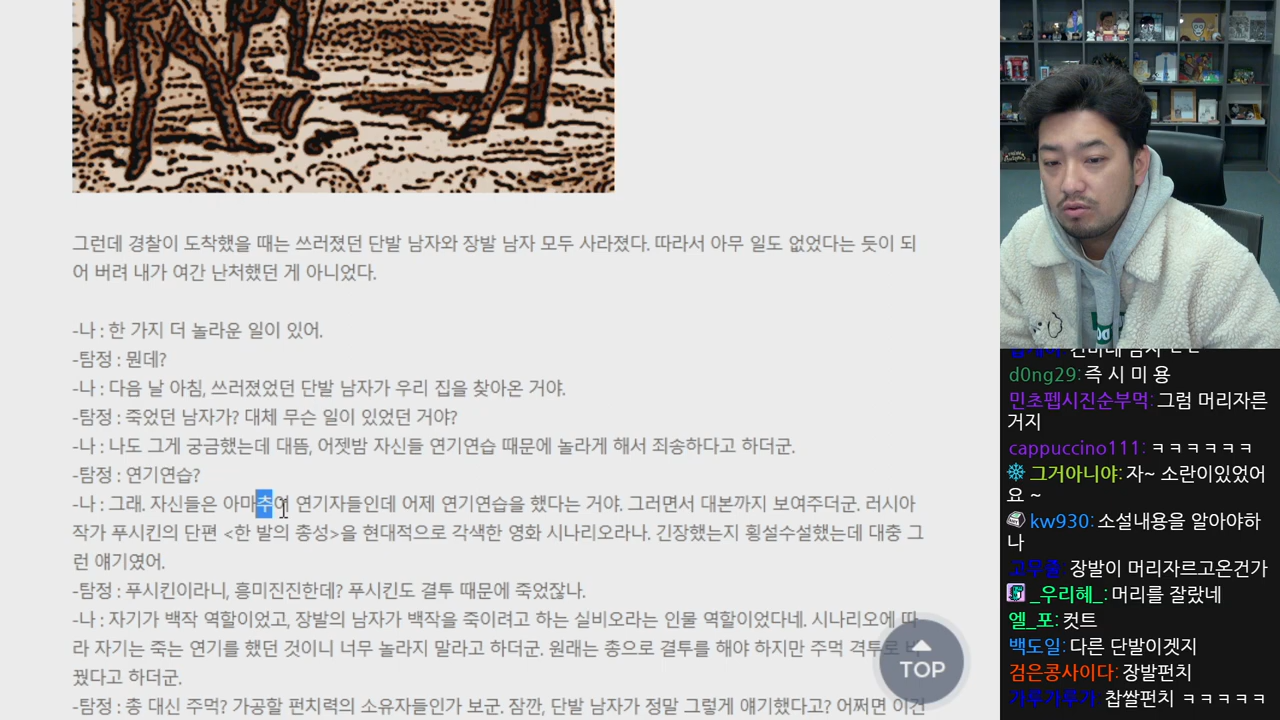 그런데 경찰이 도착했을 때는 쓰러졌던 단발 남자와 장발 남자 모두 사라졌다. 따라서 아무 일도 없었다는 듯이 되
어 버려 내가 여간 난처했던 게 아니었다.
-나 : 한 가지 더 놀라운 일이 있어.
-탐정 : 뭔데?
-나 : 다음 날 아침, 쓰러졌었던 단발 남자가 우리 집을 찾아온 거야.
-탐정 : 죽었던 남자가? 대체 무슨 일이 있었던 거야?
-나 : 나도 그게 궁금했는데 대뜸, 어젯밤 자신들 연기연습 때문에 놀라게 해서 죄송하다고 하더군.
-탐정 : 연기연습?
-나 : 그래. 자신들은 아마추어 연기자들인데 어제 연기연습을 했다는 거야. 그러면서 대본까지 보여주더군. 러시아
작가 푸시킨의 단편 <한 발의 총성>을 현대적으로 각색한 영화 시나리오라나. 긴장했는지 횡설수설했는데 대충 그
런 얘기였어.
-탐정 : 푸시킨이라니, 흥미진진한데? 푸시킨도 결투 때문에 죽었잖나.
-나 : 자기가 백작 역할이었고, 장발의 남자가 백작을 죽이려고 하는 실비오라는 인물 역할이었다네. 시나리오에 따
라 자기는 죽는 연기를 했던 것이니 너무 놀라지 말라고 하더군. 원래는 총으로 결투를 해야 하지만 주먹 격투로 바
꿨다고 하더군.
-탐정 : 총 대신 주먹? 가공할 펀치력의 소유자들인가 보군. 잠깐, 단발 남자가 정말 그렇게 얘기했다고? 어쩌면 이건
TOP
d0ng29: 즉 시 미 용
민초펩시진순부먹: 그럼 머리자른
거지
cappuccino111: ㅋㅋㅋㅋㅋㅋ
그거아니야: 자~ 소란이있었어
요 ~
kw930: 소설내용을 알아야하
나
고무줄: 장발이 머리자르고온건가
_우리혜_: 머리를 잘랐네
엘_포: 컷트
백도일: 다른 단발이겟지
검은콩사이다: 장발펀치
가루가루가: 찹쌀펀치 ㅋㅋㅋㅋㅋ